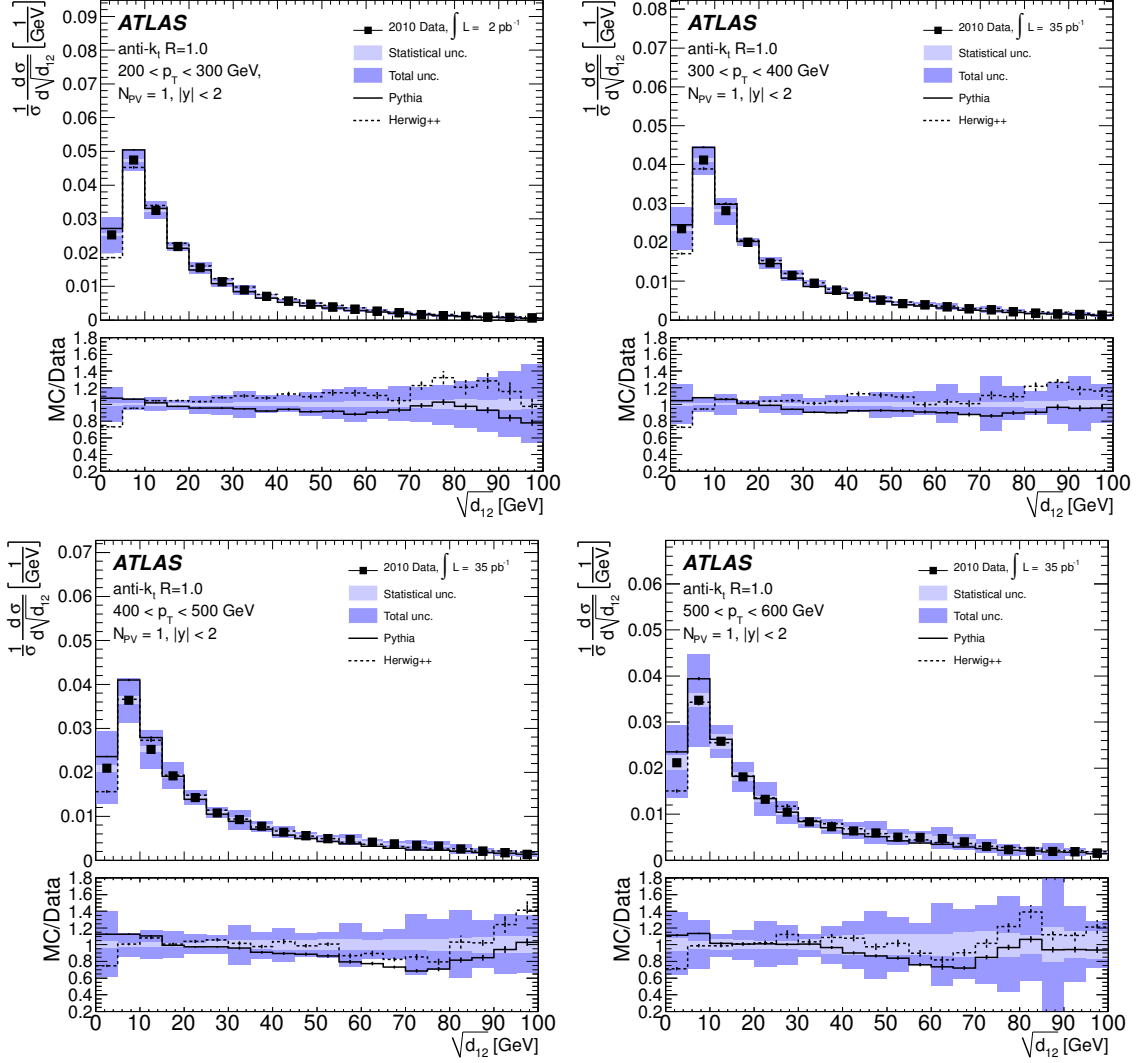 ATLAS
anti-k_t R=1.0
200 < p_T < 300 GeV,
N_PV = 1, |y| < 2
2010 Data, ∫ L = 2 pb⁻¹
Statistical unc.
Total unc.
Pythia
Herwig++
1/σ dσ/d√d_12 [1/GeV]
0.09
0.08
0.07
0.06
0.05
0.04
0.03
0.02
0.01
0
MC/Data
1.8
1.6
1.4
1.2
1
0.8
0.6
0.4
0.2
0 10 20 30 40 50 60 70 80 90 100
√d_12 [GeV]
ATLAS
anti-k_t R=1.0
300 < p_T < 400 GeV
N_PV = 1, |y| < 2
2010 Data, ∫ L = 35 pb⁻¹
Statistical unc.
Total unc.
Pythia
Herwig++
1/σ dσ/d√d_12 [1/GeV]
0.08
0.07
0.06
0.05
0.04
0.03
0.02
0.01
0
MC/Data
1.8
1.6
1.4
1.2
1
0.8
0.6
0.4
0.2
0 10 20 30 40 50 60 70 80 90 100
√d_12 [GeV]
ATLAS
anti-k_t R=1.0
400 < p_T < 500 GeV
N_PV = 1, |y| < 2
2010 Data, ∫ L = 35 pb⁻¹
Statistical unc.
Total unc.
Pythia
Herwig++
1/σ dσ/d√d_12 [1/GeV]
0.07
0.06
0.05
0.04
0.03
0.02
0.01
0
MC/Data
1.8
1.6
1.4
1.2
1
0.8
0.6
0.4
0.2
0 10 20 30 40 50 60 70 80 90 100
√d_12 [GeV]
ATLAS
anti-k_t R=1.0
500 < p_T < 600 GeV
N_PV = 1, |y| < 2
2010 Data, ∫ L = 35 pb⁻¹
Statistical unc.
Total unc.
Pythia
Herwig++
1/σ dσ/d√d_12 [1/GeV]
0.06
0.05
0.04
0.03
0.02
0.01
0
MC/Data
1.8
1.6
1.4
1.2
1
0.8
0.6
0.4
0.2
0 10 20 30 40 50 60 70 80 90 100
√d_12 [GeV]